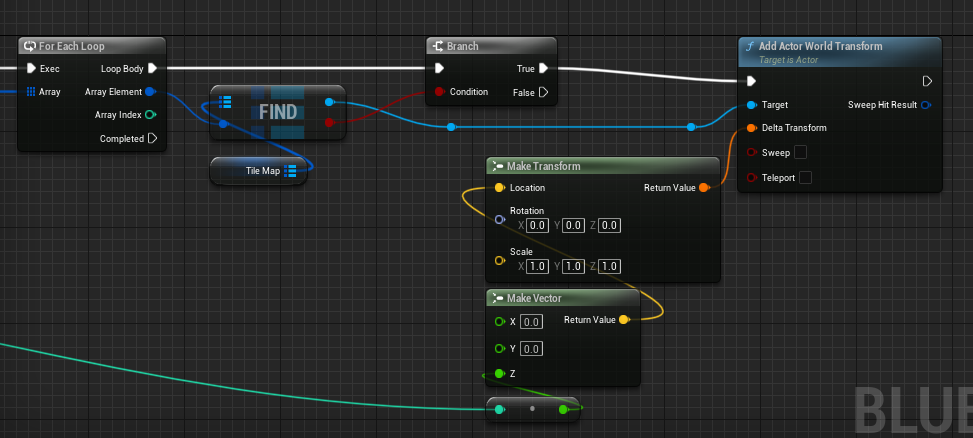 For Each Loop
Exec Loop Body
Array Array Element
Array Index
Completed
FIND
Tile Map
Branch
True
Condition False
Add Actor World Transform
Target is Actor
Target Sweep Hit Result
Delta Transform
Sweep
Teleport
Make Transform
Location Return Value
Rotation
X 0.0 Y 0.0 Z 0.0
Scale
X 1.0 Y 1.0 Z 1.0
Make Vector
X 0.0 Return Value
Y 0.0
Z
BLUE